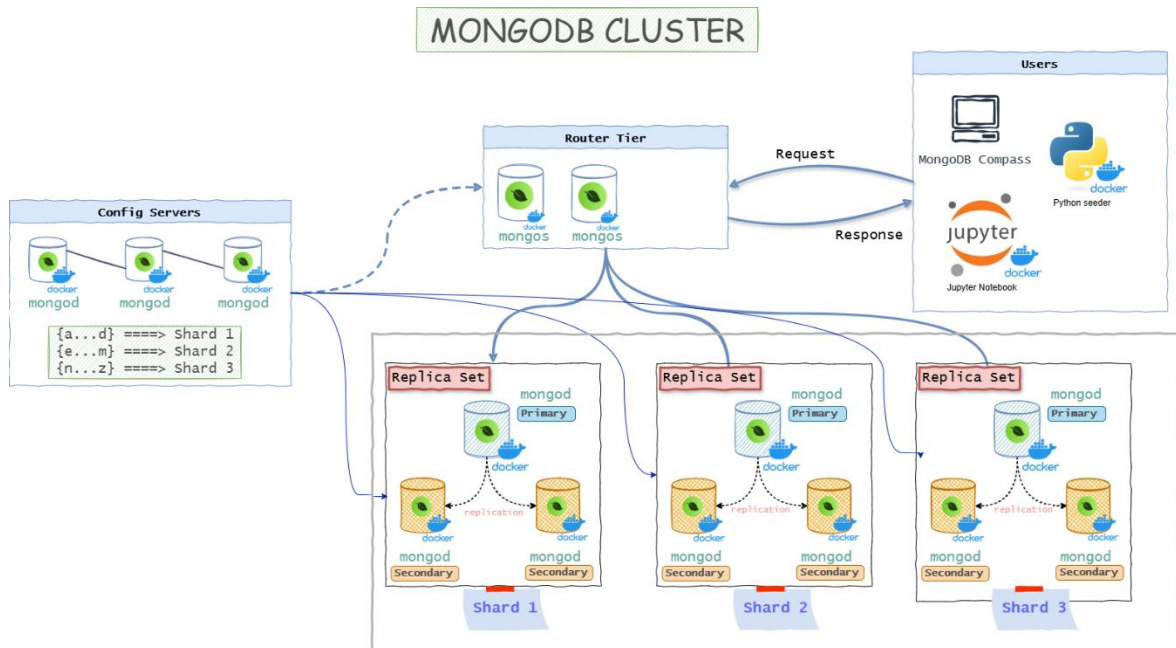 MONGODB CLUSTER
Users
MongoDB Compass
docker
Python seeder
jupyter
docker
Jupyter Notebook
Router Tier
docker
docker
mongos
mongos
Request
Response
Config Servers
docker
docker
docker
mongod
mongod
mongod
{a...d} ====> Shard 1
{e...m} ====> Shard 2
{n...z} ====> Shard 3
Replica Set
mongod
Primary
docker
replication
docker
docker
mongod
mongod
Secondary
Secondary
Shard 1
Replica Set
mongod
Primary
docker
replication
docker
docker
mongod
mongod
Secondary
Secondary
Shard 2
Replica Set
mongod
Primary
docker
replication
docker
docker
mongod
mongod
Secondary
Secondary
Shard 3